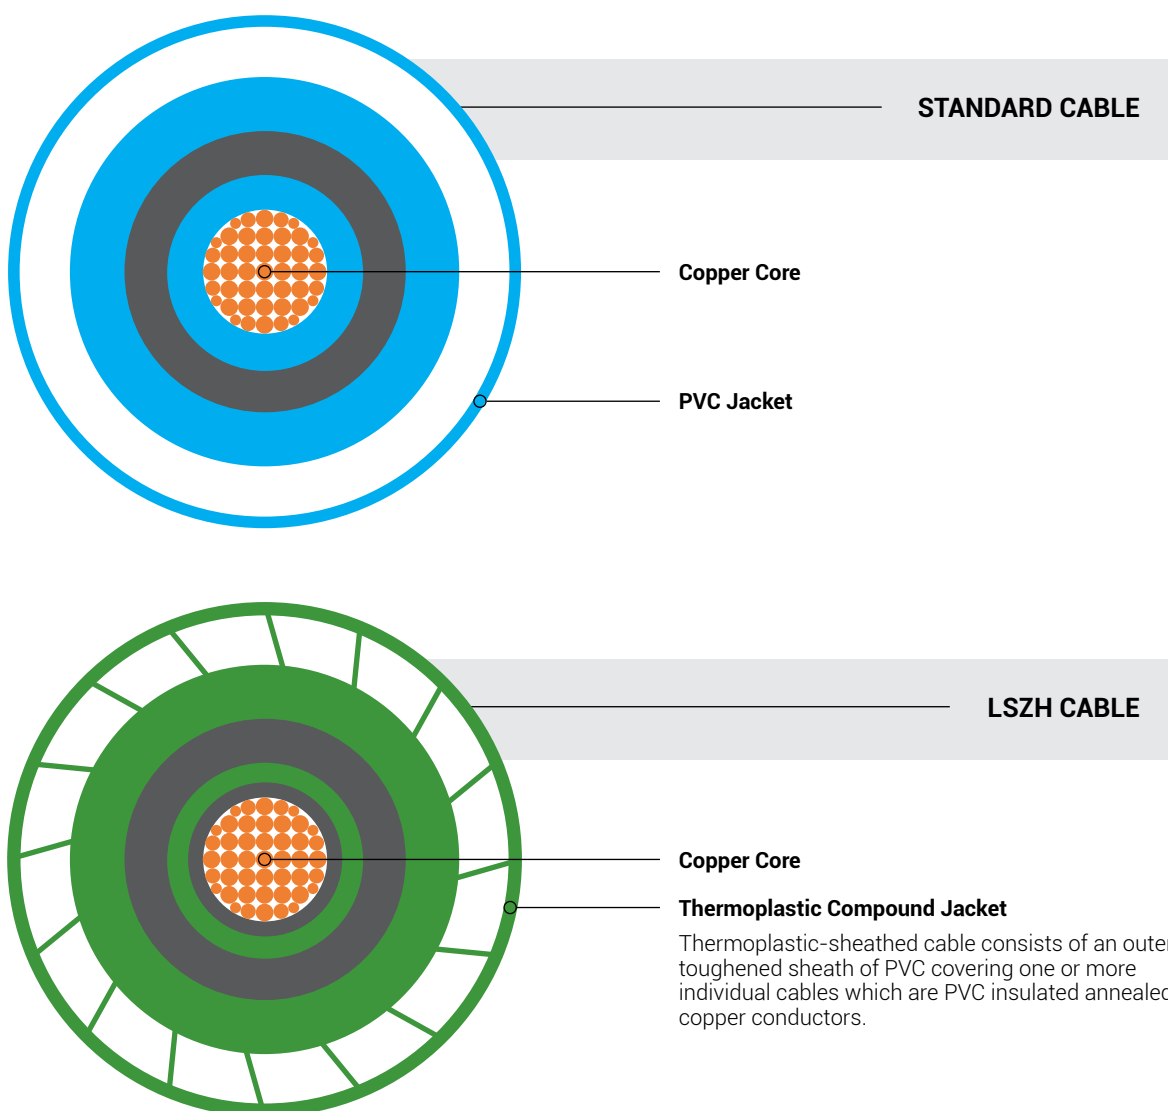 STANDARD CABLE
Copper Core
PVC Jacket
LSZH CABLE
Copper Core
Thermoplastic Compound Jacket
Thermoplastic-sheathed cable consists of an outer
toughened sheath of PVC covering one or more
individual cables which are PVC insulated annealed
copper conductors.